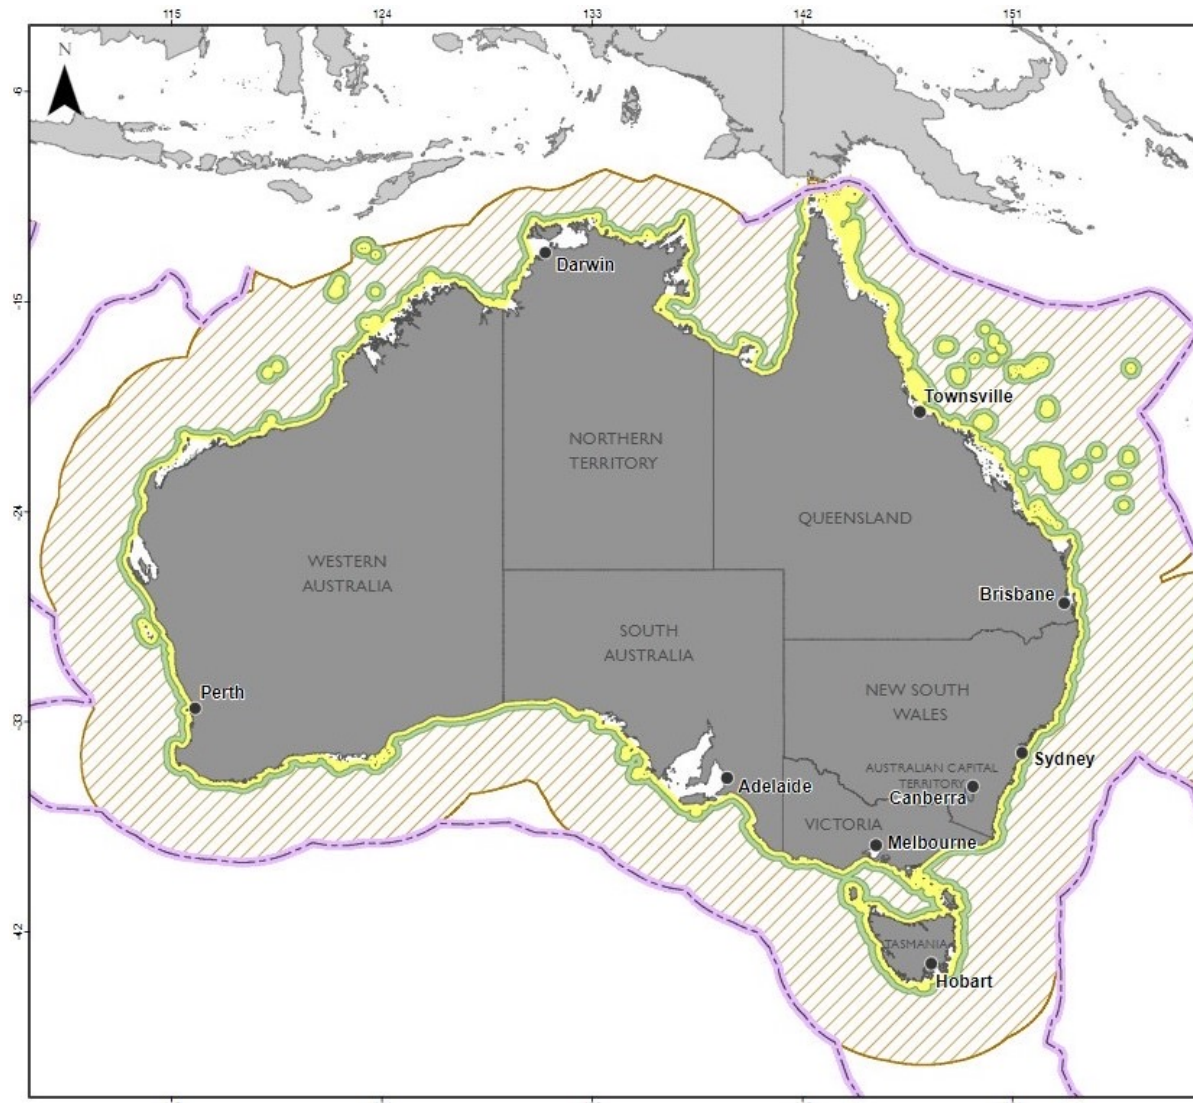 115
124
133
142
151
N
-6
Darwin
-15
Townsville
NORTHERN
TERRITORY
-24
QUEENSLAND
WESTERN
AUSTRALIA
Brisbane
SOUTH
AUSTRALIA
Perth
NEW SOUTH
WALES
-33
Sydney
AUSTRALIAN CAPITAL
TERRITORY
Adelaide
Canberra
VICTORIA
Melbourne
-42
TASMANIA
Hobart